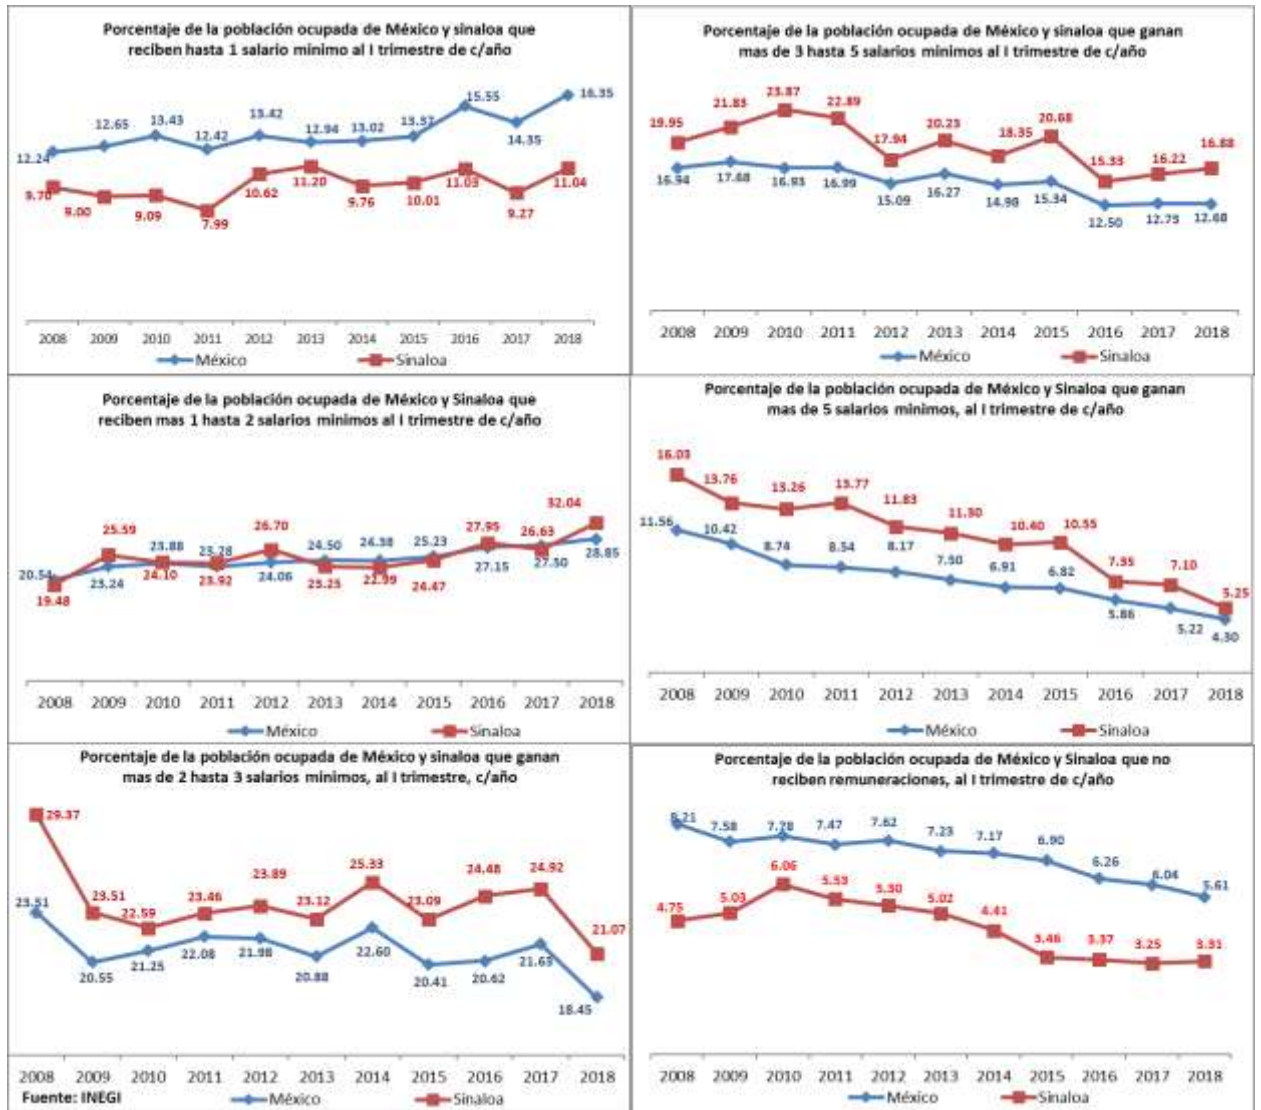 Porcentaje de la población ocupada de México y sinaloa que
reciben hasta 1 salario minimo al I trimestre de c/año
12.24 12.65 13.43 12.42 13.42 12.94 13.02 13.37 15.55 14.35 16.35
9.70 9.00 9.09 7.99 10.62 11.20 9.76 10.01 11.03 9.27 11.04
2008 2009 2010 2011 2012 2013 2014 2015 2016 2017 2018
México Sinaloa
Porcentaje de la población ocupada de México y sinaloa que ganan
mas de 3 hasta 5 salarios minimos al I trimestre de c/año
19.95 21.83 23.87 22.89 17.94 20.23 18.35 20.68 15.33 16.22 16.88
16.94 17.68 16.93 16.99 15.09 16.27 14.98 15.34 12.50 12.73 12.68
2008 2009 2010 2011 2012 2013 2014 2015 2016 2017 2018
México Sinaloa
Porcentaje de la población ocupada de México y Sinaloa que
reciben mas 1 hasta 2 salarios minimos al I trimestre de c/año
20.54 23.24 23.88 23.28 24.06 24.50 24.38 25.23 27.15 27.50 28.85
19.48 25.59 24.10 23.92 26.70 23.25 22.99 24.47 27.95 26.63 32.04
2008 2009 2010 2011 2012 2013 2014 2015 2016 2017 2018
México Sinaloa
Porcentaje de la población ocupada de México y Sinaloa que ganan
mas de 5 salarios minimos, al I trimestre de c/año
16.03 13.76 13.26 13.77 11.83 11.30 10.40 10.55 7.35 7.10 5.25
11.56 10.42 8.74 8.54 8.17 7.50 6.91 6.82 5.86 5.22 4.30
2008 2009 2010 2011 2012 2013 2014 2015 2016 2017 2018
México Sinaloa
Porcentaje de la población ocupada de México y sinaloa que ganan
mas de 2 hasta 3 salarios minimos, al I trimestre, c/año
29.37 23.51 22.59 23.46 23.89 23.12 25.33 23.09 24.48 24.92 21.07
23.51 20.55 21.25 22.08 21.98 20.88 22.60 20.41 20.62 21.63 18.45
2008 2009 2010 2011 2012 2013 2014 2015 2016 2017 2018
Fuente: INEGI México Sinaloa
Porcentaje de la población ocupada de México y Sinaloa que no
reciben remuneraciones, al I trimestre de c/año
8.21 7.58 7.78 7.47 7.62 7.23 7.17 6.90 6.26 6.04 5.61
4.75 5.03 6.06 5.53 5.30 5.02 4.41 3.46 3.37 3.25 3.31
2008 2009 2010 2011 2012 2013 2014 2015 2016 2017 2018
México Sinaloa